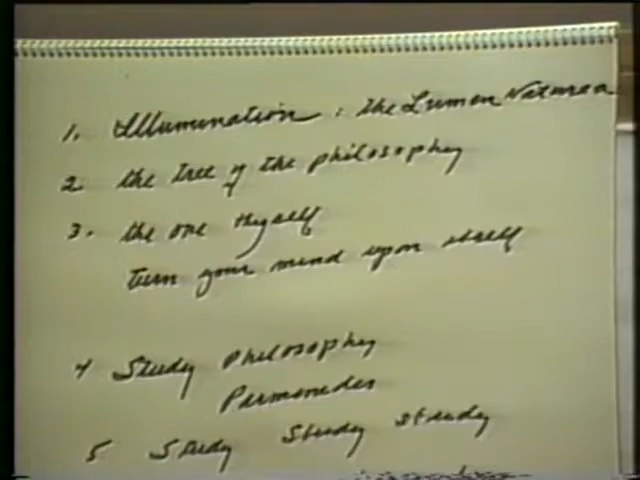 1. Illumination : the Lumen Naturea
2. the tree of the philosophy
3. the one thyself
turn your mind upon itself
4 Study Philosophy
Parmenides
5 Study Study study